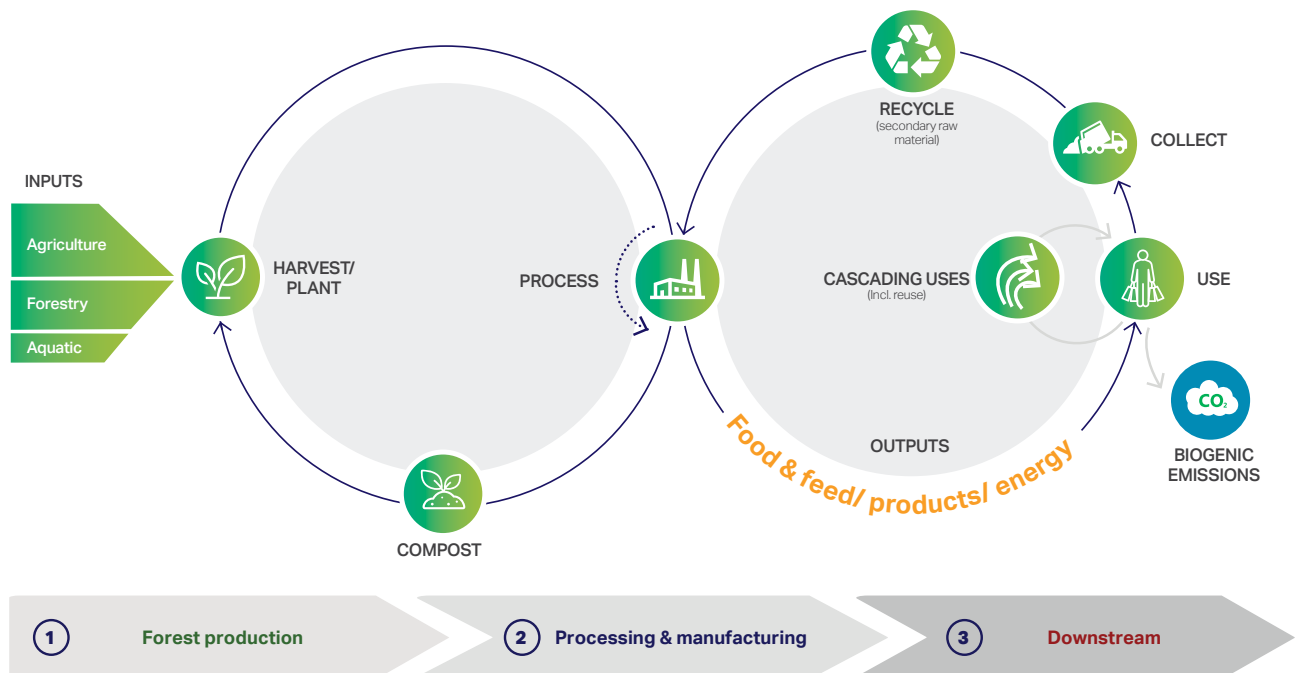 INPUTS
Agriculture
Forestry
Aquatic
HARVEST/
PLANT
COMPOST
PROCESS
RECYCLE
(secondary raw
material)
COLLECT
CASCADING USES
(Incl. reuse)
USE
OUTPUTS
Food & feed/ products/ energy
CO₂
BIOGENIC
EMISSIONS
1 Forest production
2 Processing & manufacturing
3 Downstream